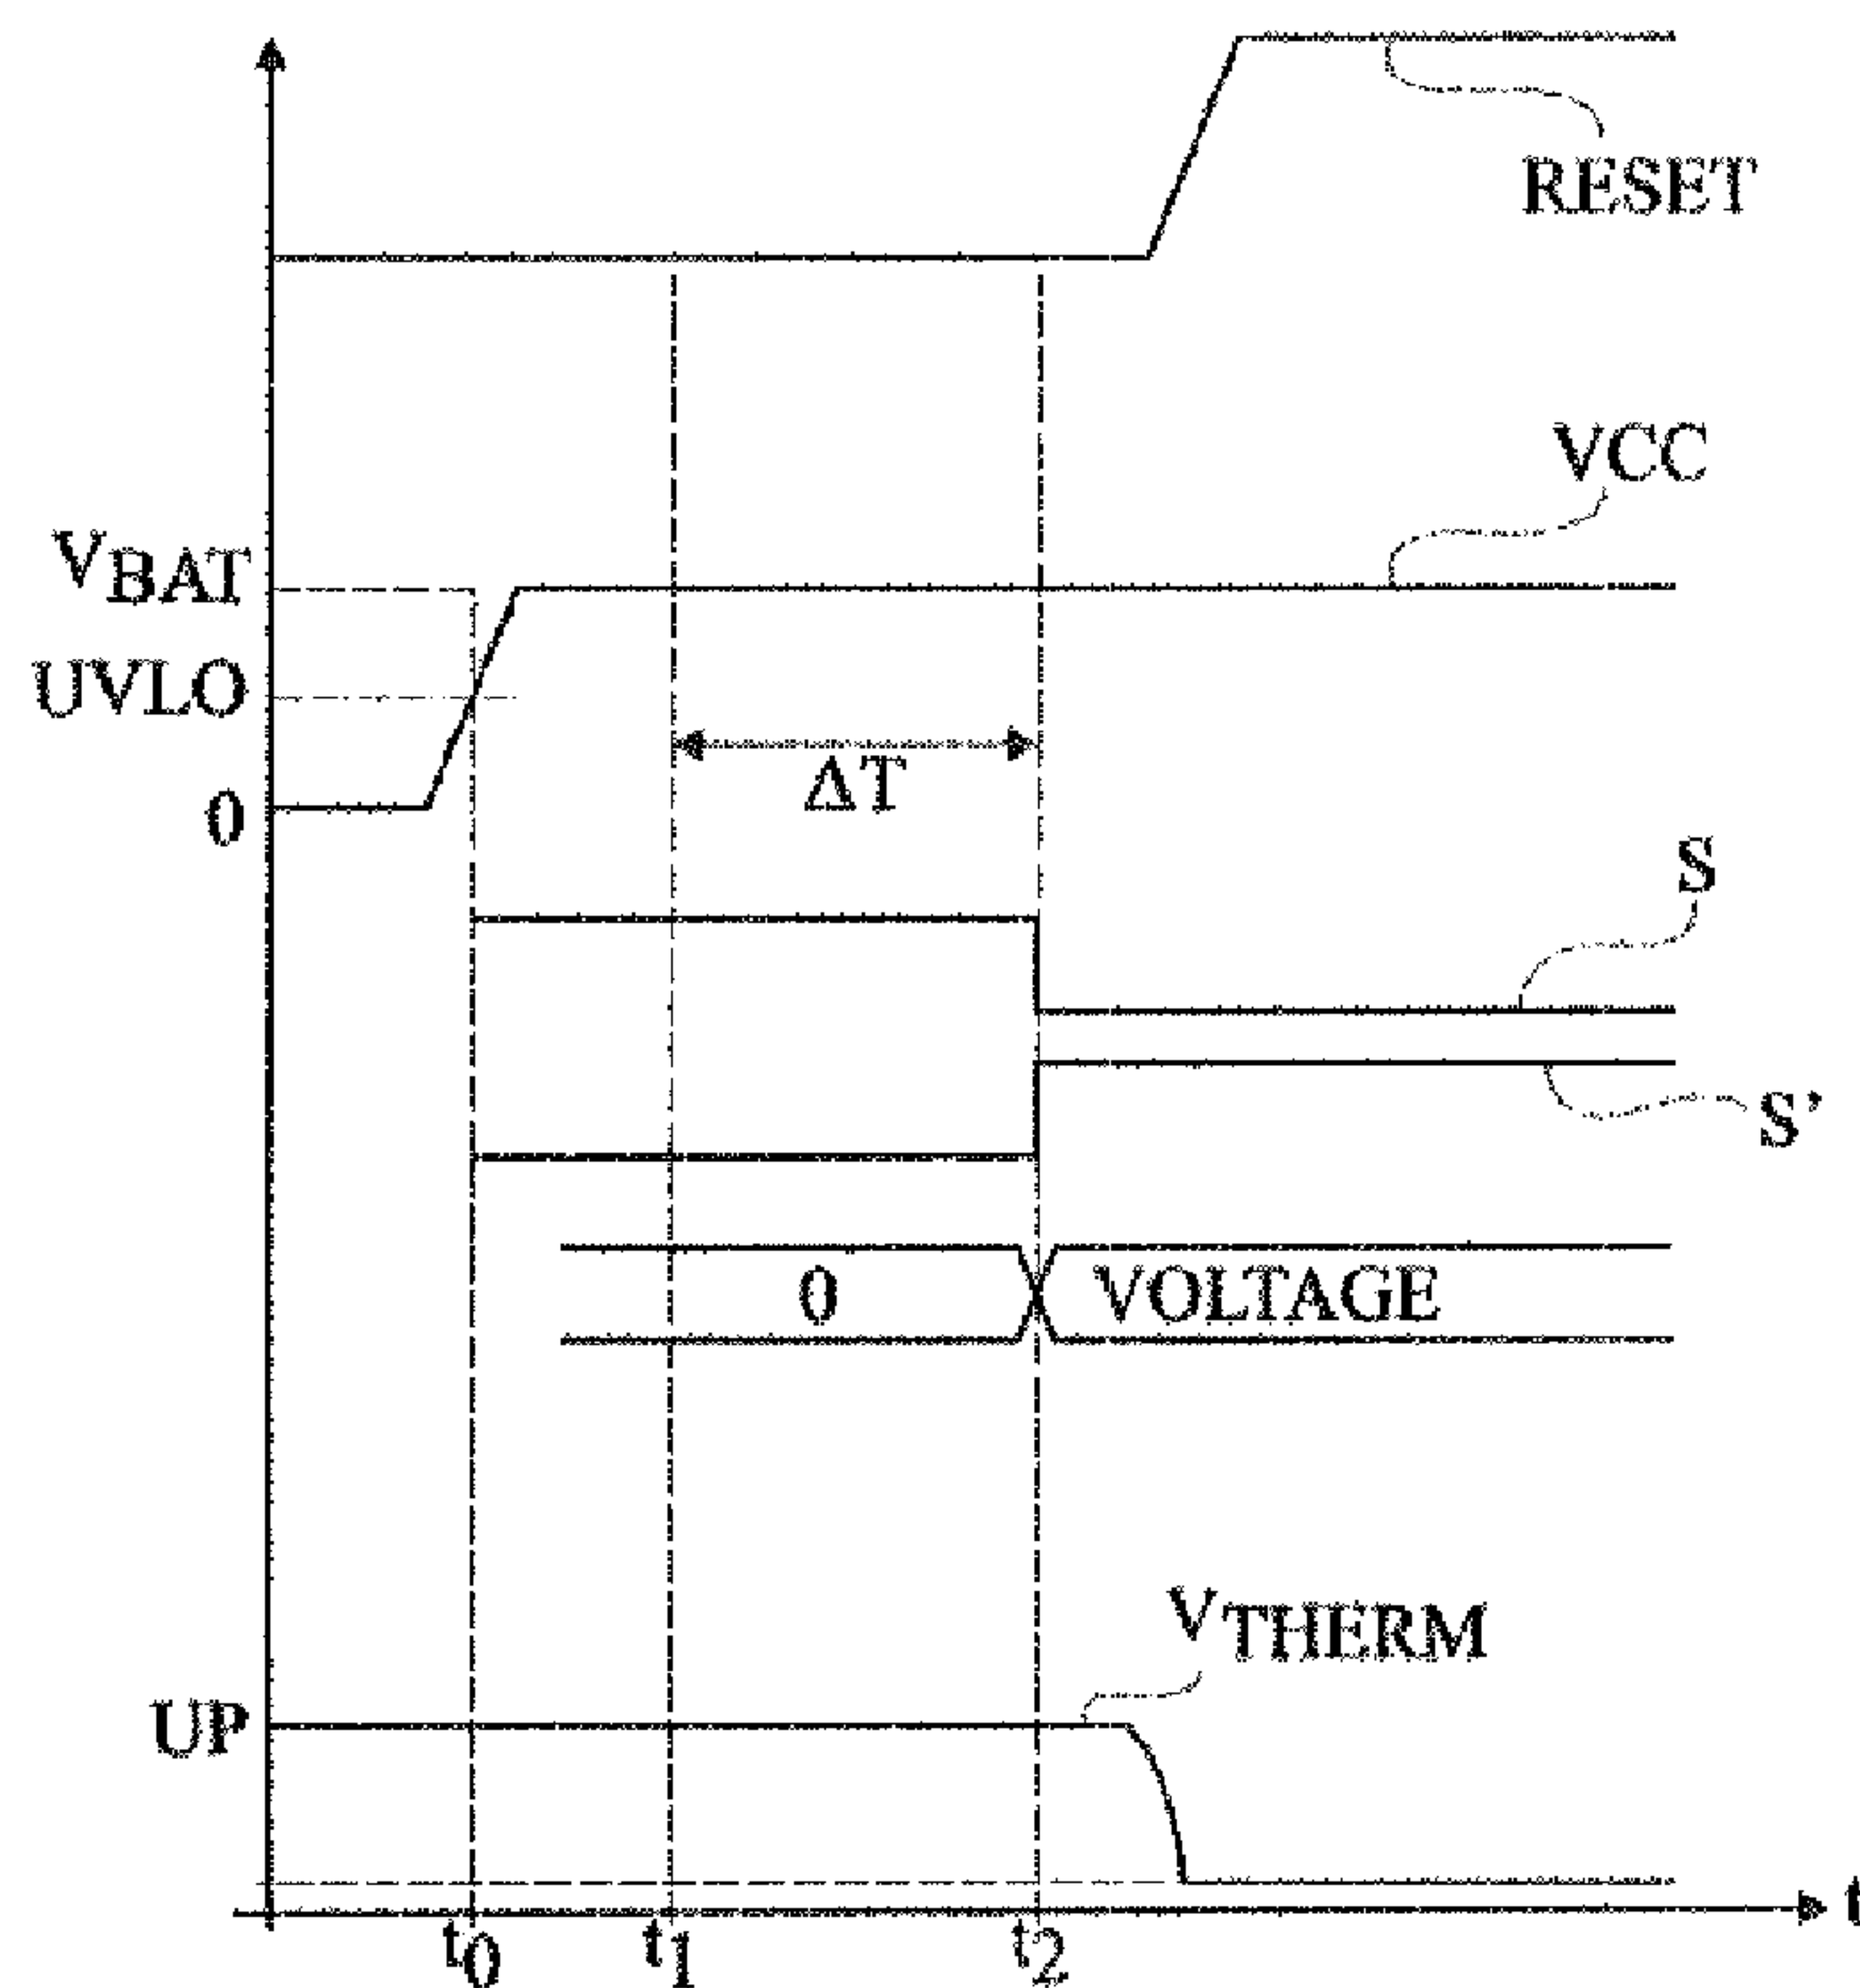 RESET
VCC
VBAT
UVLO
ΔT
0
S
S'
0 VOLTAGE
VTHERM
UP
t
t0 t1 t2